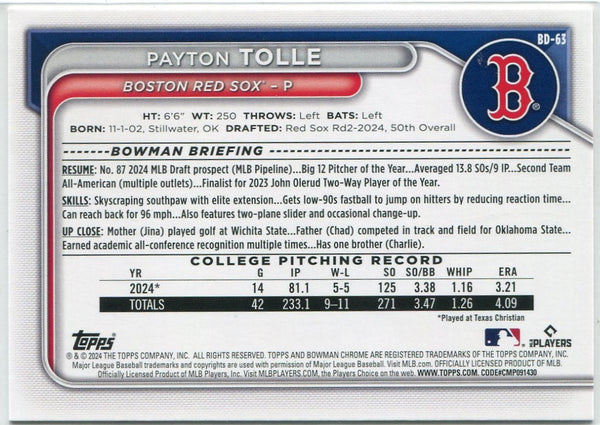 BD-63
PAYTON TOLLE
BOSTON RED SOX™ – P
B
®
HT: 6'6" WT: 250 THROWS: Left BATS: Left
BORN: 11-1-02, Stillwater, OK DRAFTED: Red Sox Rd2-2024, 50th Overall
BOWMAN BRIEFING
RESUME: No. 87 2024 MLB Draft prospect (MLB Pipeline)...Big 12 Pitcher of the Year...Averaged 13.8 SOs/9 IP...Second Team
All-American (multiple outlets)...Finalist for 2023 John Olerud Two-Way Player of the Year.
SKILLS: Skyscraping southpaw with elite extension...Gets low-90s fastball to jump on hitters by reducing reaction time...
Can reach back for 96 mph...Also features two-plane slider and occasional change-up.
UP CLOSE: Mother (Jina) played golf at Wichita State...Father (Chad) competed in track and field for Oklahoma State...
Earned academic all-conference recognition multiple times...Has one brother (Charlie).
COLLEGE PITCHING RECORD
YR G IP W-L SO SO/BB WHIP ERA
2024* 14 81.1 5-5 125 3.38 1.16 3.21
TOTALS 42 233.1 9–11 271 3.47 1.26 4.09
*Played at Texas Christian
Topps
MLB PLAYERS
® & © 2024 THE TOPPS COMPANY, INC. ALL RIGHTS RESERVED. TOPPS AND BOWMAN CHROME ARE REGISTERED TRADEMARKS OF THE TOPPS COMPANY, INC.
Major League Baseball trademarks and copyrights are used with permission of Major League Baseball. Visit MLB.com. OFFICIALLY LICENSED PRODUCT OF MLB.
Officially Licensed Product of MLB Players, Inc. Visit MLBPLAYERS.com, the Players Choice on the web. WWW.TOPPS.COM. CODE#CMP091430